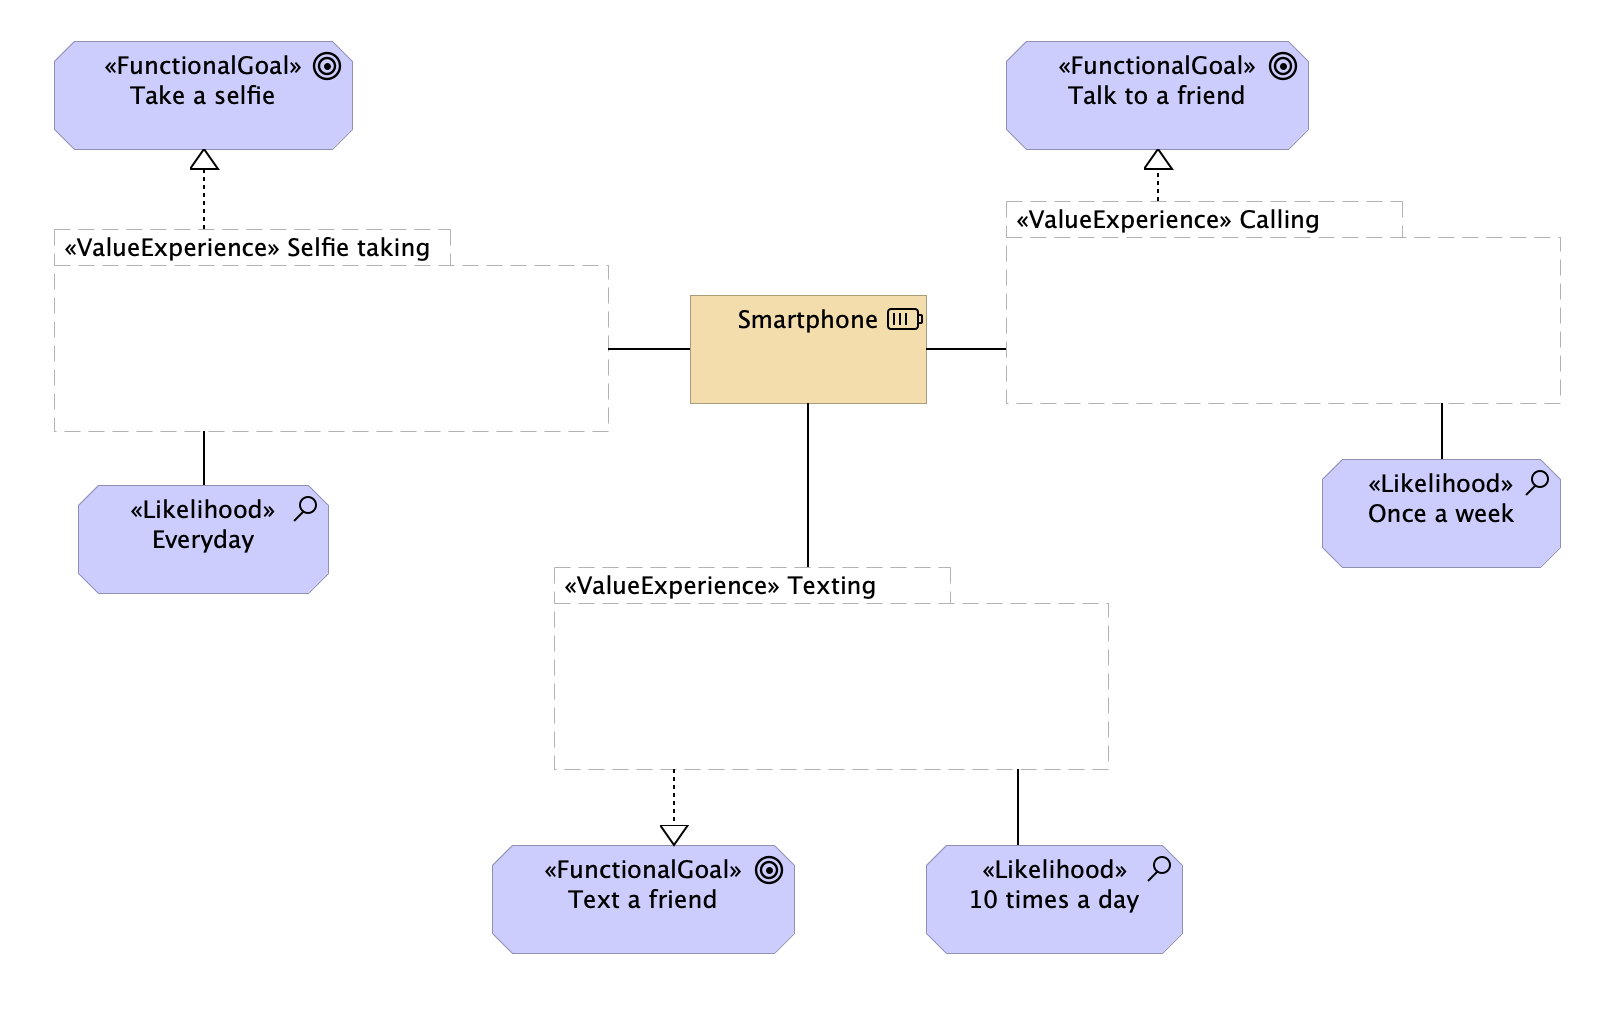 «FunctionalGoal»
Take a selfie
«FunctionalGoal»
Talk to a friend
«ValueExperience» Calling
«ValueExperience» Selfie taking
Smartphone
«Likelihood»
Everyday
«Likelihood»
Once a week
«ValueExperience» Texting
«FunctionalGoal»
Text a friend
«Likelihood»
10 times a day